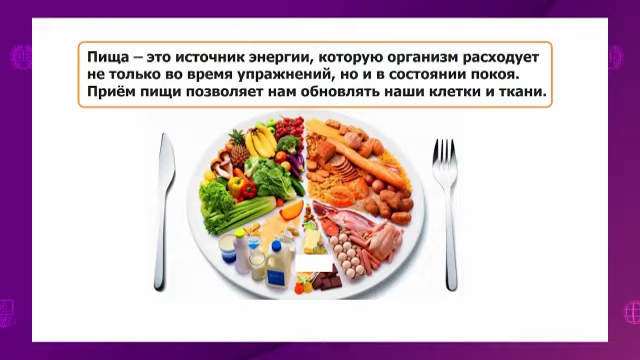 Пища – это источник энергии, которую организм расходует
не только во время упражнений, но и в состоянии покоя.
Приём пищи позволяет нам обновлять наши клетки и ткани.